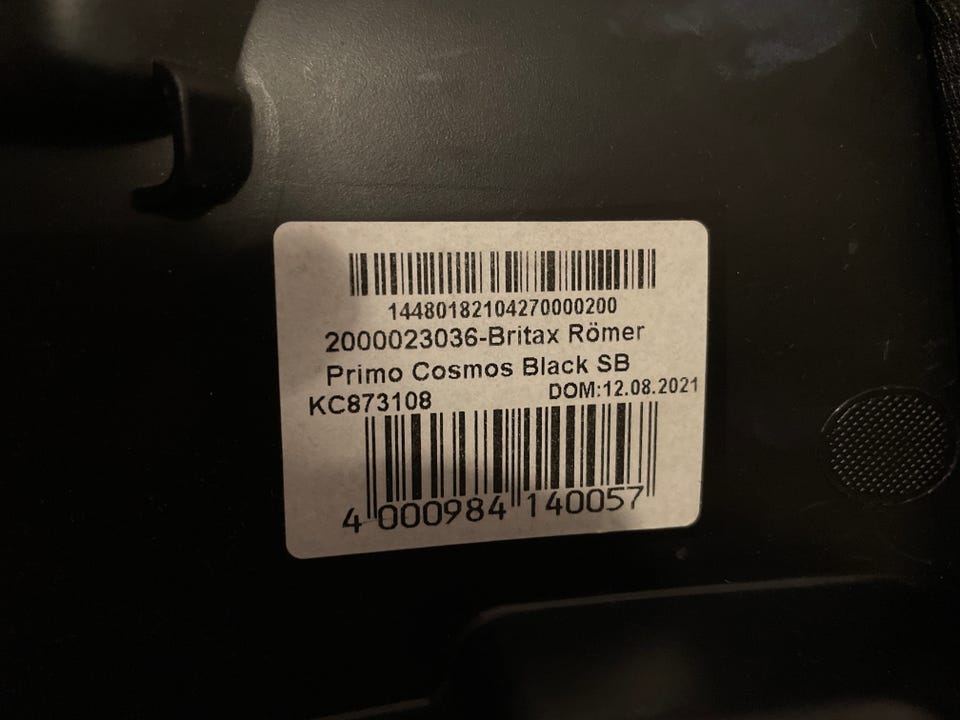 14480182104270000200
2000023036-Britax Römer
Primo Cosmos Black SB
KC873108 DOM:12.08.2021
4 000984 140057